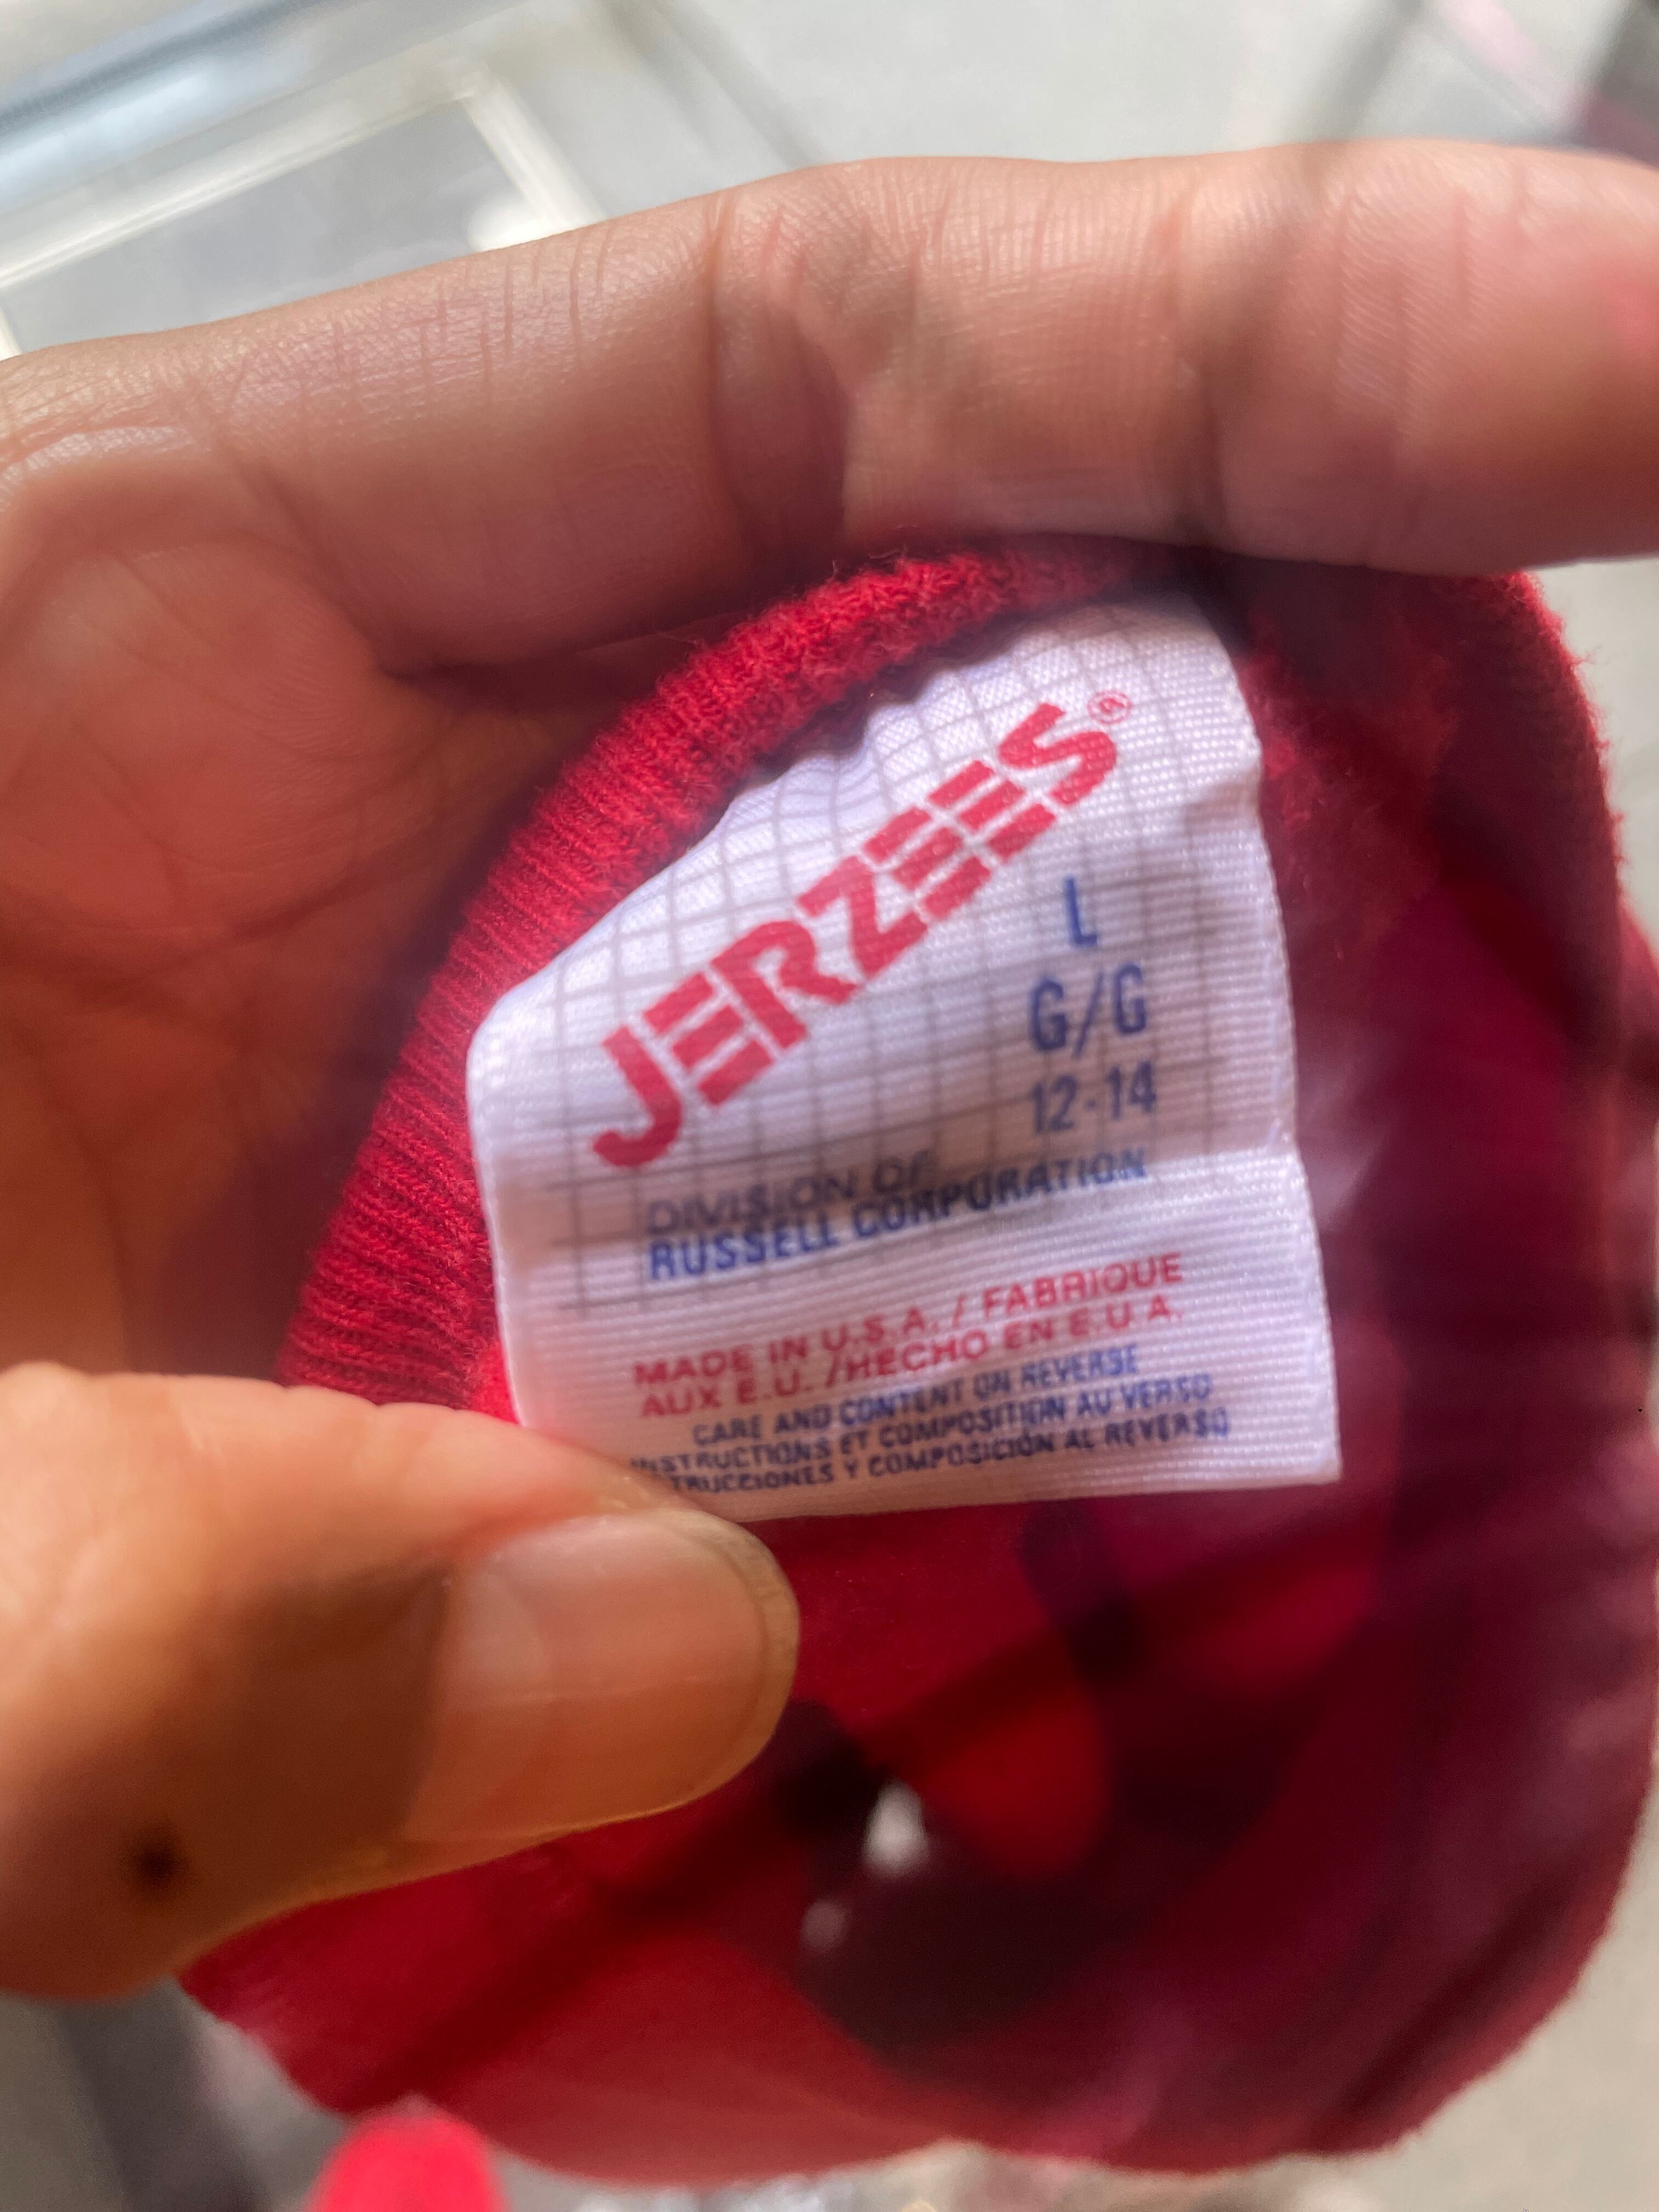 JERZEES®
L
G/G
12-14
DIVISION OF
RUSSELL CORPORATION
MADE IN U.S.A. / FABRIQUE
AUX E.U. /HECHO EN E.U.A.
CARE AND CONTENT ON REVERSE
INSTRUCTIONS ET COMPOSITION AU VERSO
TRUCCIONES Y COMPOSICIÓN AL REVERSO